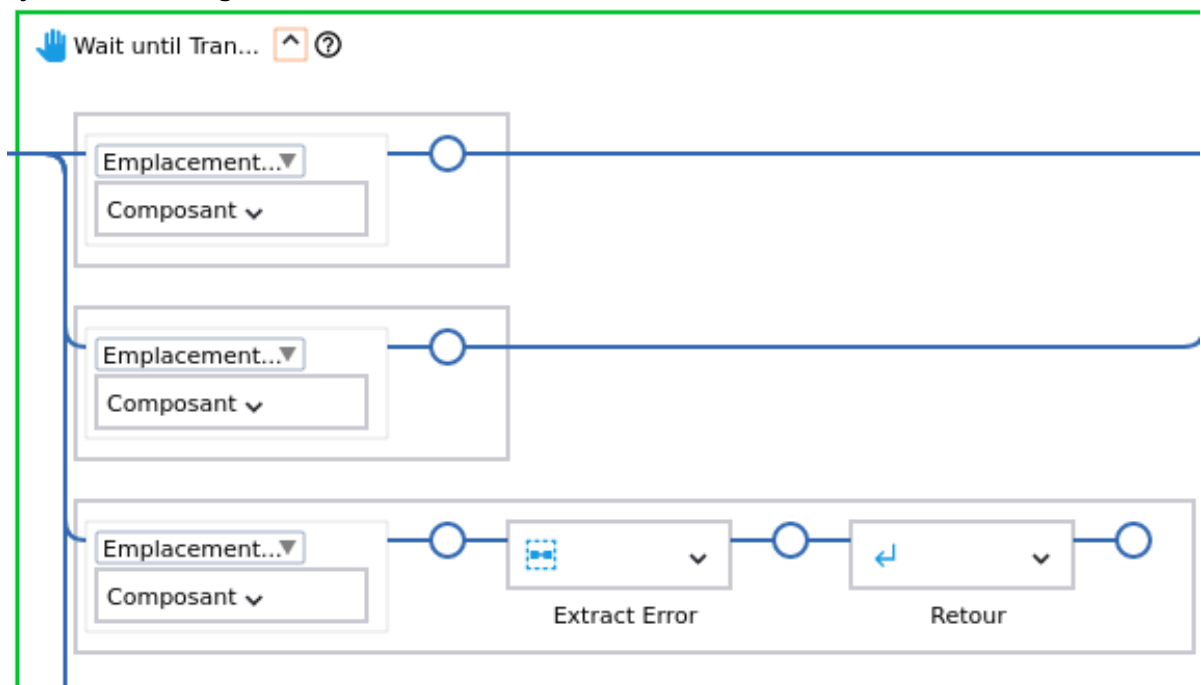 Wait until Tran...
Emplacement...
Composant
Emplacement...
Composant
Emplacement...
Composant
Extract Error
Retour